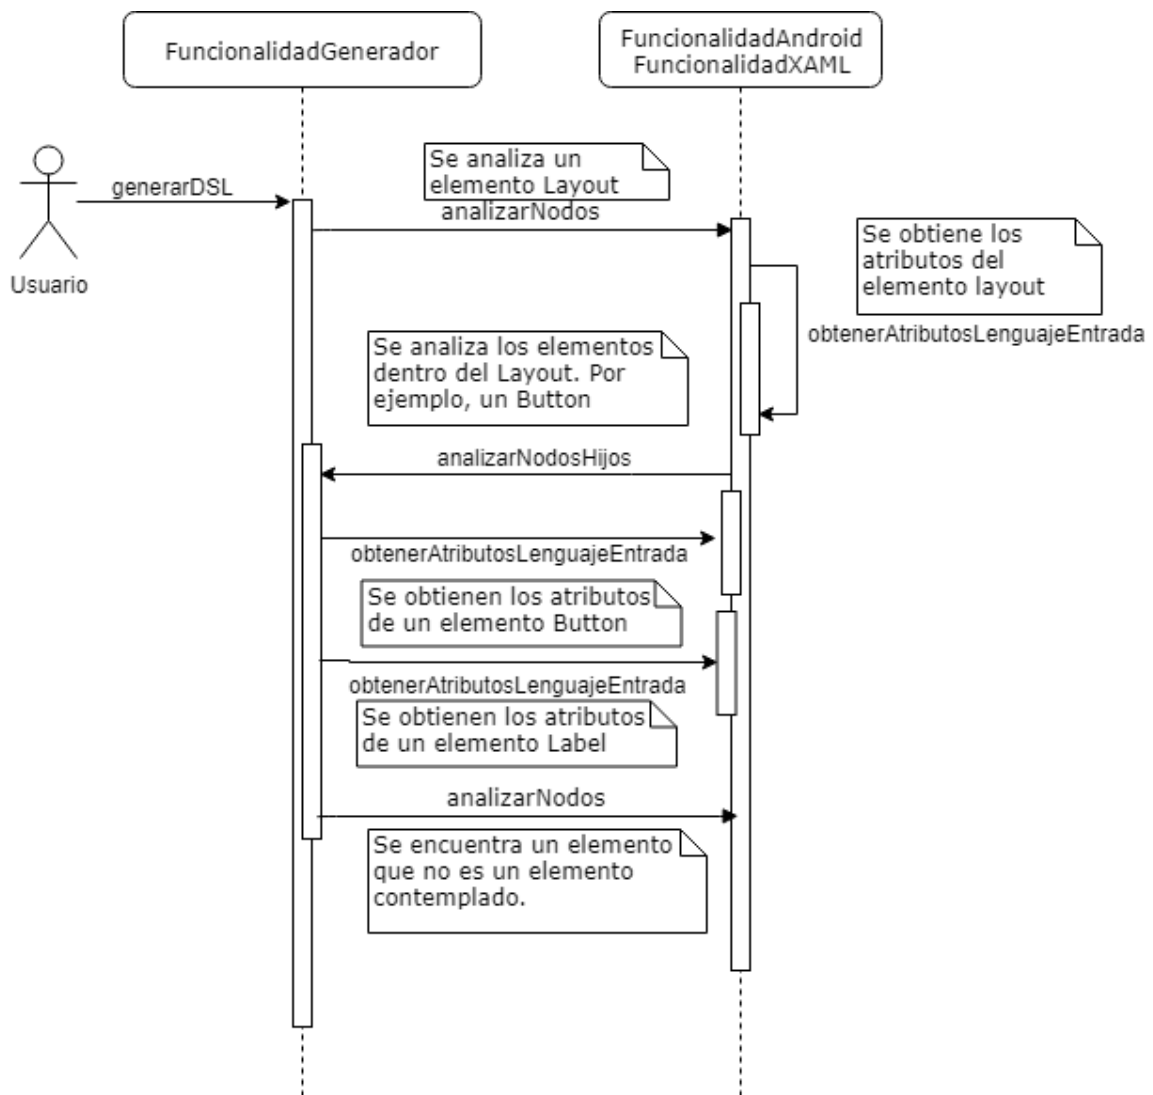 FuncionalidadGenerador
FuncionalidadAndroid
FuncionalidadXAML
Se analiza un
elemento Layout
generarDSL
analizarNodos
Usuario
Se obtiene los
atributos del
elemento layout
obtenerAtributosLenguajeEntrada
Se analiza los elementos
dentro del Layout. Por
ejemplo, un Button
analizarNodosHijos
obtenerAtributosLenguajeEntrada
Se obtienen los atributos
de un elemento Button
obtenerAtributosLenguajeEntrada
Se obtienen los atributos
de un elemento Label
analizarNodos
Se encuentra un elemento
que no es un elemento
contemplado.